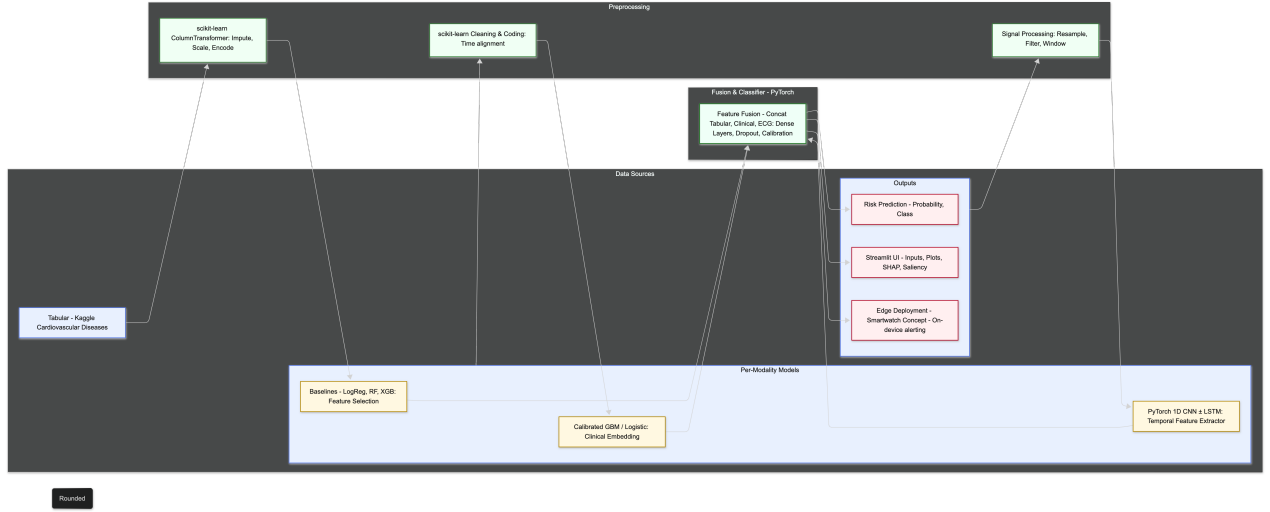 Preprocessing
scikit-learn
ColumnTransformer: Impute,
Scale, Encode
scikit-learn Cleaning & Coding:
Time alignment
Signal Processing: Resample,
Filter, Window
Fusion & Classifier - PyTorch
Feature Fusion - Concat
Tabular, Clinical, ECG: Dense
Layers, Dropout, Calibration
Data Sources
Outputs
Risk Prediction - Probability,
Class
Streamlit UI - Inputs, Plots,
SHAP, Saliency
Edge Deployment -
Smartwatch Concept - On-
device alerting
Tabular - Kaggle
Cardiovascular Diseases
Per-Modality Models
Baselines - LogReg, RF, XGB:
Feature Selection
Calibrated GBM / Logistic:
Clinical Embedding
PyTorch 1D CNN ± LSTM:
Temporal Feature Extractor
Rounded